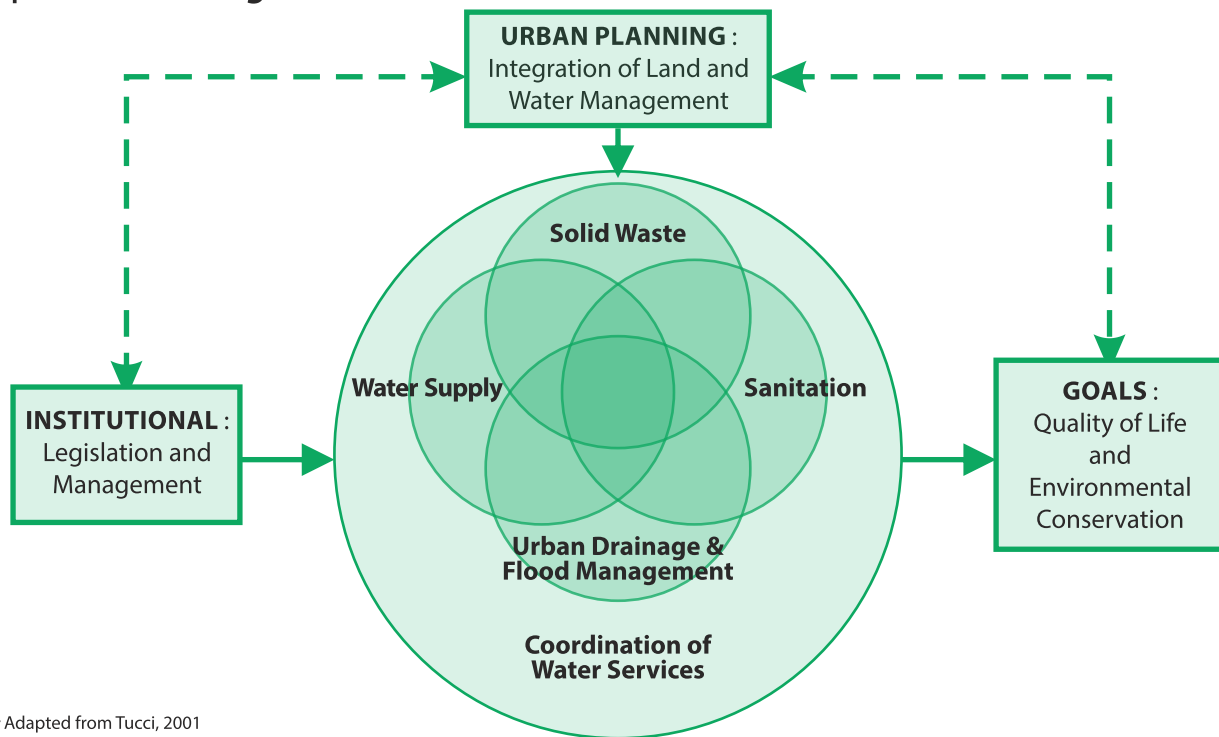 URBAN PLANNING :
Integration of Land and
Water Management
Solid Waste
Water Supply
Sanitation
INSTITUTIONAL :
Legislation and
Management
GOALS :
Quality of Life
and
Environmental
Conservation
Urban Drainage &
Flood Management
Coordination of
Water Services
Adapted from Tucci, 2001